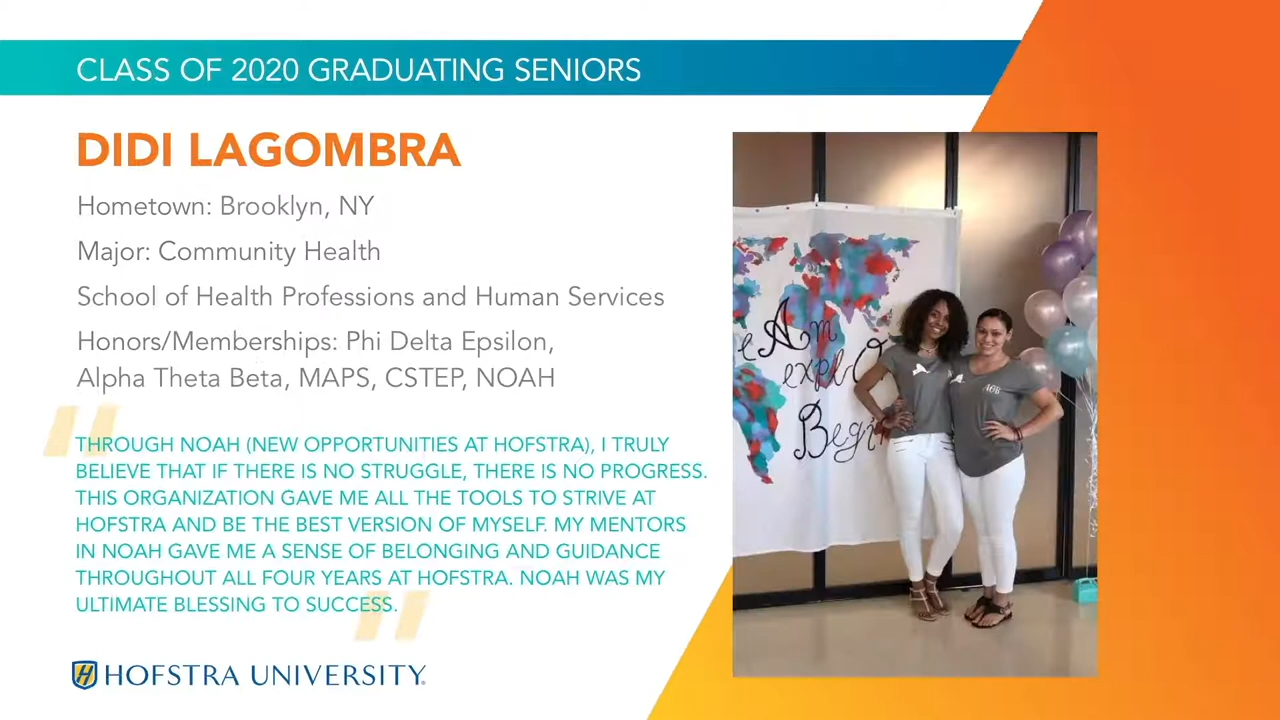 CLASS OF 2020 GRADUATING SENIORS
DIDI LAGOMBRA
Hometown: Brooklyn, NY
Major: Community Health
School of Health Professions and Human Services
Honors/Memberships: Phi Delta Epsilon,
Alpha Theta Beta, MAPS, CSTEP, NOAH
"
THROUGH NOAH (NEW OPPORTUNITIES AT HOFSTRA), I TRULY
BELIEVE THAT IF THERE IS NO STRUGGLE, THERE IS NO PROGRESS.
THIS ORGANIZATION GAVE ME ALL THE TOOLS TO STRIVE AT
HOFSTRA AND BE THE BEST VERSION OF MYSELF. MY MENTORS
IN NOAH GAVE ME A SENSE OF BELONGING AND GUIDANCE
THROUGHOUT ALL FOUR YEARS AT HOFSTRA. NOAH WAS MY
ULTIMATE BLESSING TO SUCCESS.
"
H HOFSTRA UNIVERSITY®
Am
Begi
ΑΘΒ